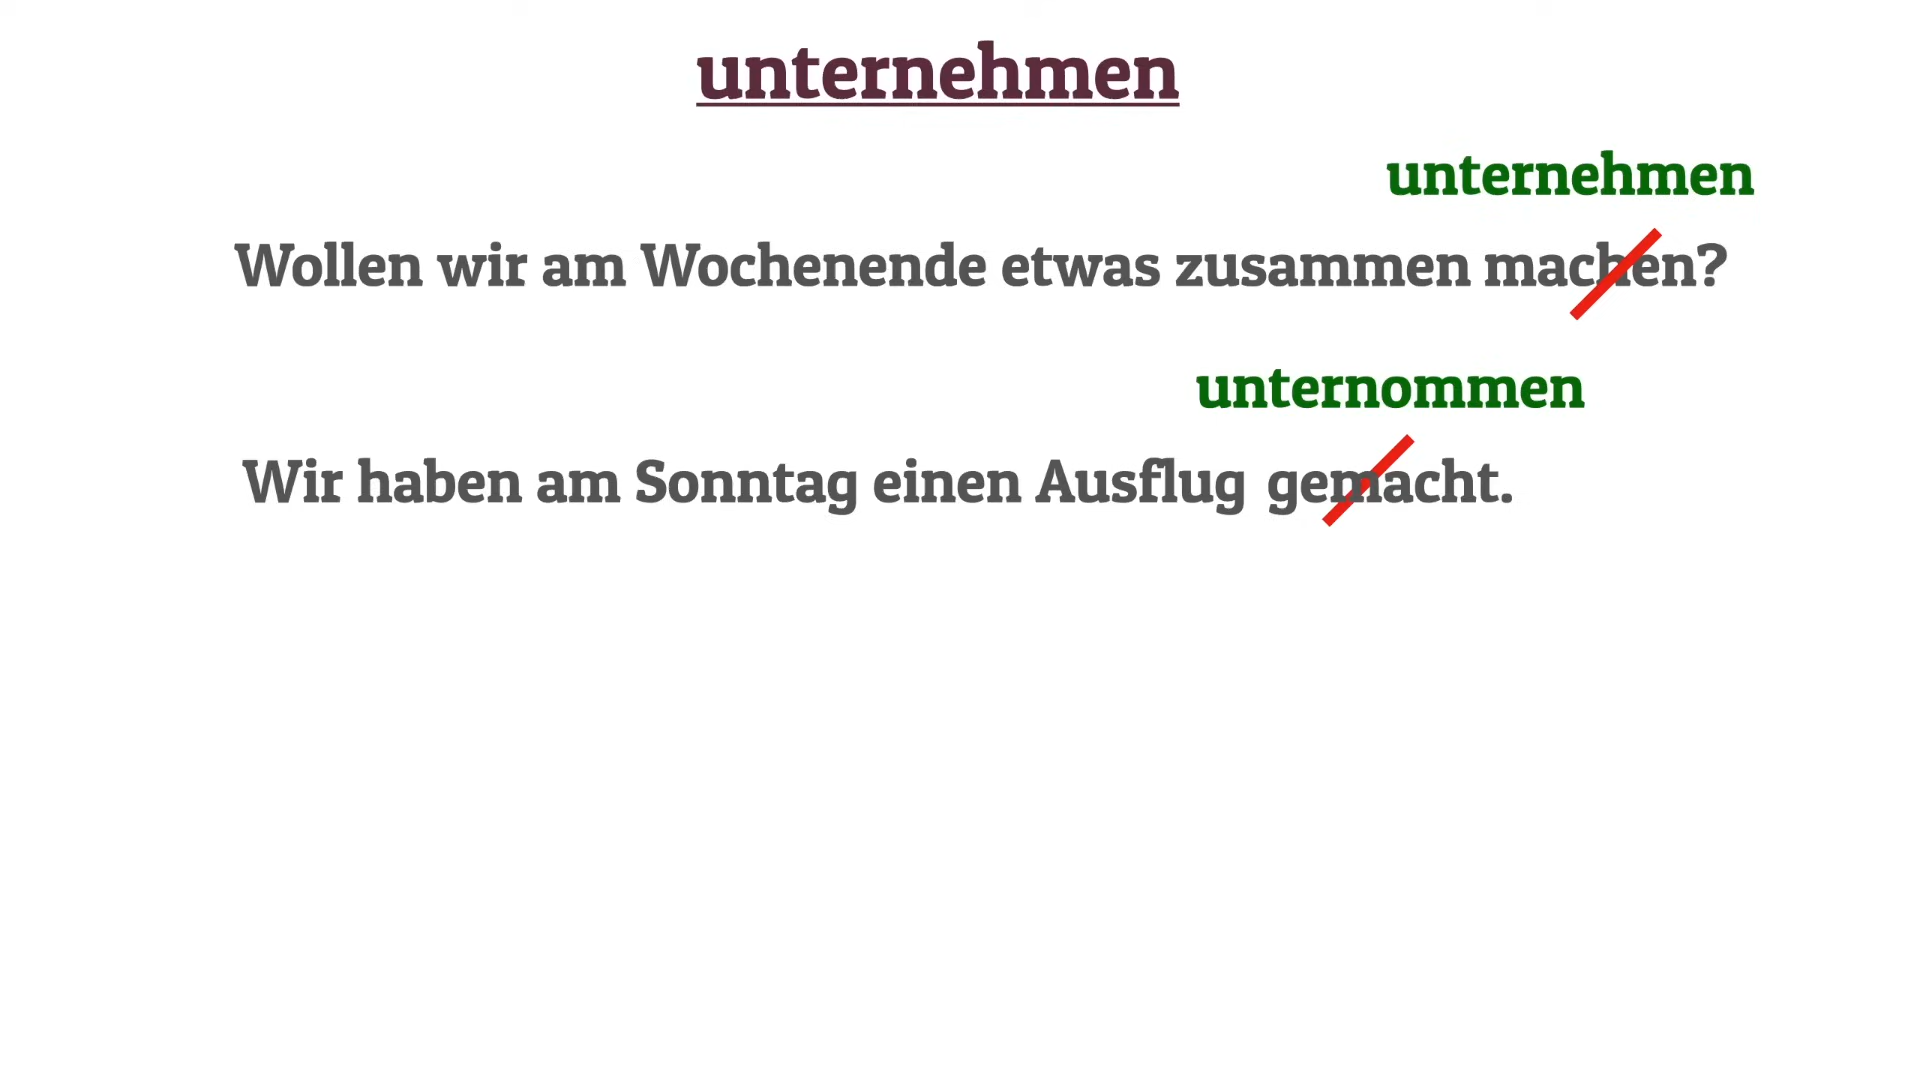 unternehmen
unternehmen
Wollen wir am Wochenende etwas zusammen machen?
unternommen
Wir haben am Sonntag einen Ausflug gemacht.